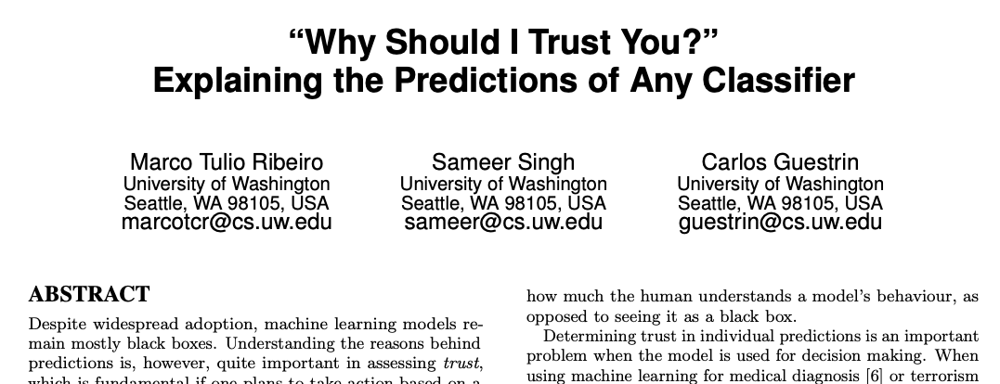 “Why Should I Trust You?”
Explaining the Predictions of Any Classifier
Marco Tulio Ribeiro
University of Washington
Seattle, WA 98105, USA
marcotcr@cs.uw.edu
Sameer Singh
University of Washington
Seattle, WA 98105, USA
sameer@cs.uw.edu
Carlos Guestrin
University of Washington
Seattle, WA 98105, USA
guestrin@cs.uw.edu
ABSTRACT
Despite widespread adoption, machine learning models re-
main mostly black boxes. Understanding the reasons behind
predictions is, however, quite important in assessing trust,
which is fundamental if one plans to take action based on a
how much the human understands a model’s behaviour, as
opposed to seeing it as a black box.
Determining trust in individual predictions is an important
problem when the model is used for decision making. When
using machine learning for medical diagnosis [6] or terrorism